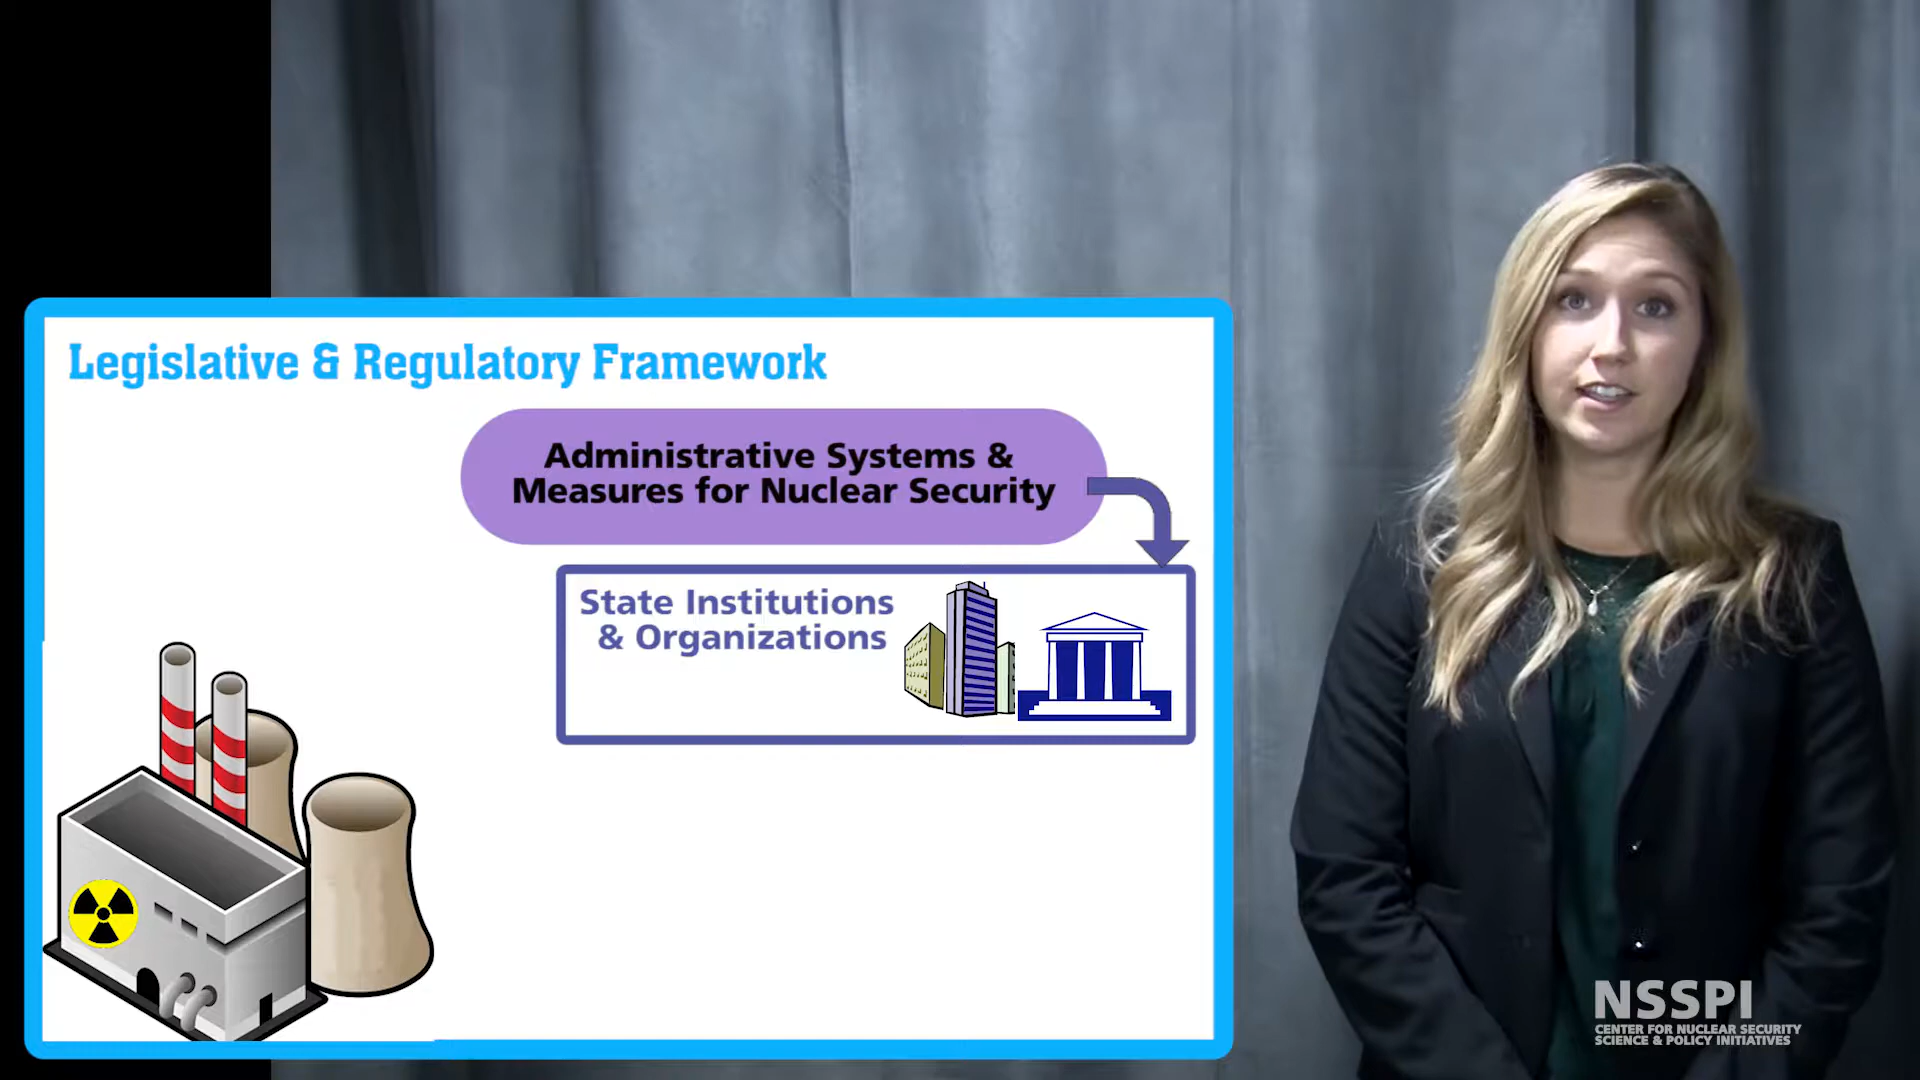 Legislative & Regulatory Framework
Administrative Systems &
Measures for Nuclear Security
State Institutions
& Organizations
NSSPI
CENTER FOR NUCLEAR SECURITY
SCIENCE & POLICY INITIATIVES